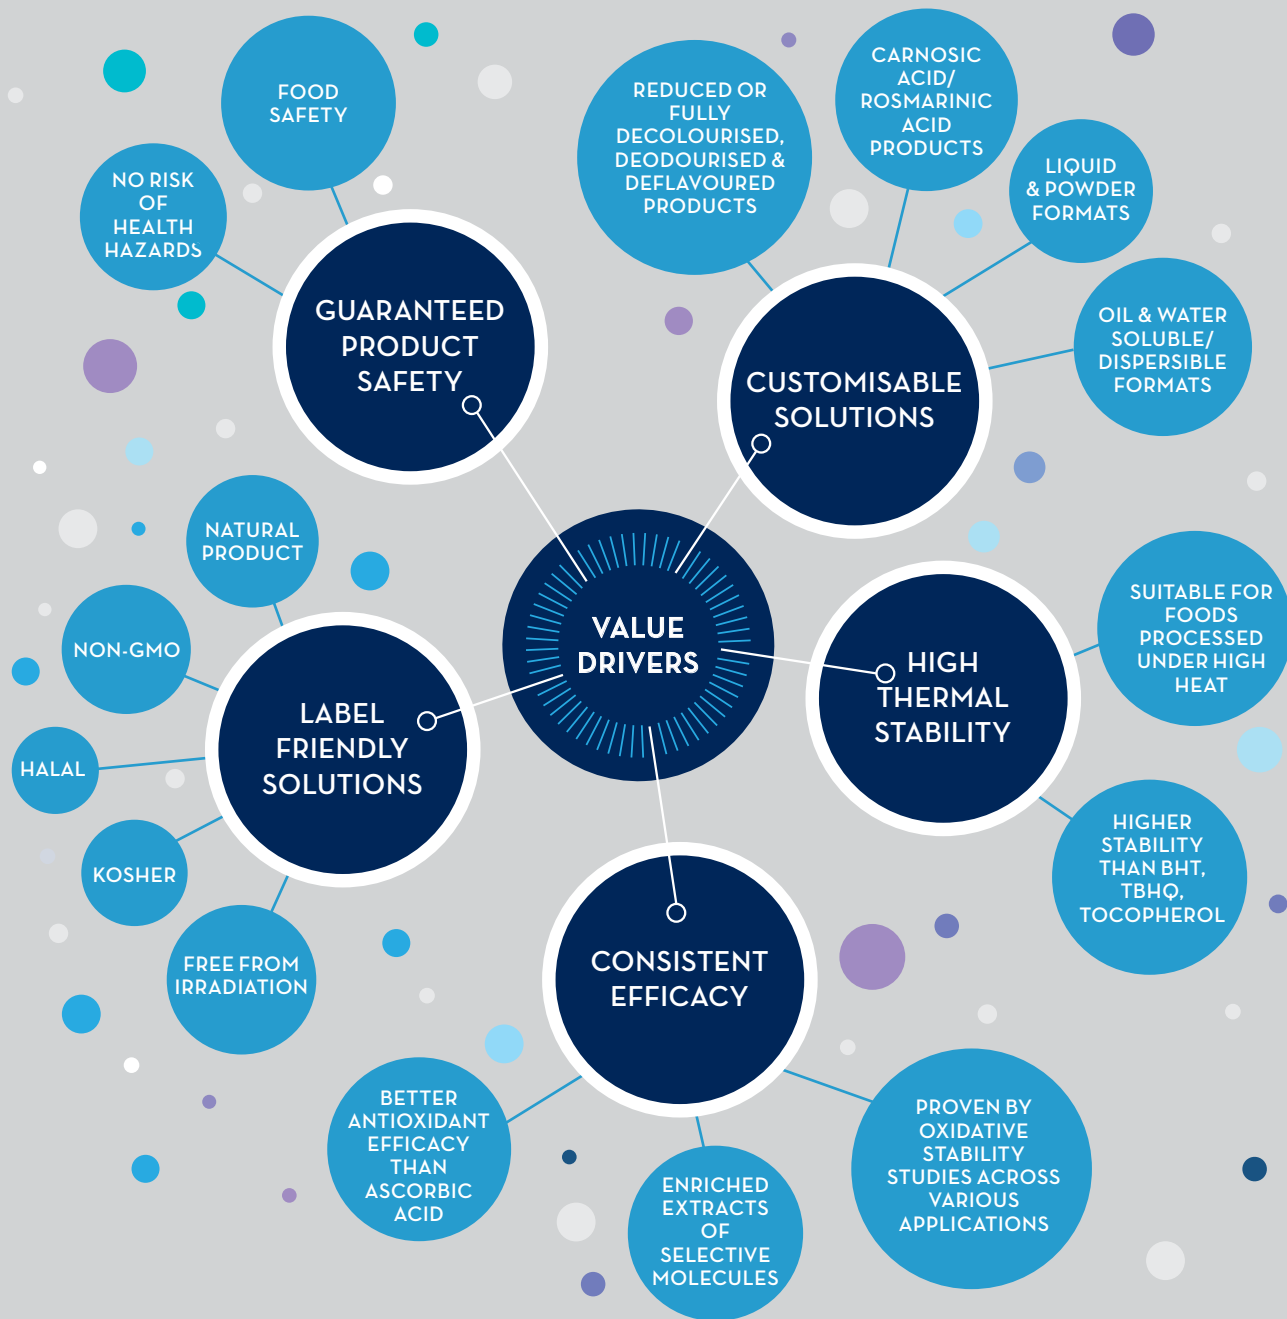 FOOD
SAFETY
NO RISK
OF
HEALTH
HAZARDS
GUARANTEED
PRODUCT
SAFETY
REDUCED OR
FULLY
DECOLOURISED,
DEODOURISED &
DEFLAVOURED
PRODUCTS
CARNOSIC
ACID/
ROSMARINIC
ACID
PRODUCTS
LIQUID
& POWDER
FORMATS
OIL & WATER
SOLUBLE/
DISPERSIBLE
FORMATS
CUSTOMISABLE
SOLUTIONS
VALUE
DRIVERS
NATURAL
PRODUCT
NON-GMO
HALAL
KOSHER
FREE FROM
IRRADIATION
LABEL
FRIENDLY
SOLUTIONS
HIGH
THERMAL
STABILITY
SUITABLE FOR
FOODS
PROCESSED
UNDER HIGH
HEAT
HIGHER
STABILITY
THAN BHT,
TBHQ,
TOCOPHEROL
CONSISTENT
EFFICACY
BETTER
ANTIOXIDANT
EFFICACY
THAN
ASCORBIC
ACID
ENRICHED
EXTRACTS
OF
SELECTIVE
MOLECULES
PROVEN BY
OXIDATIVE
STABILITY
STUDIES ACROSS
VARIOUS
APPLICATIONS